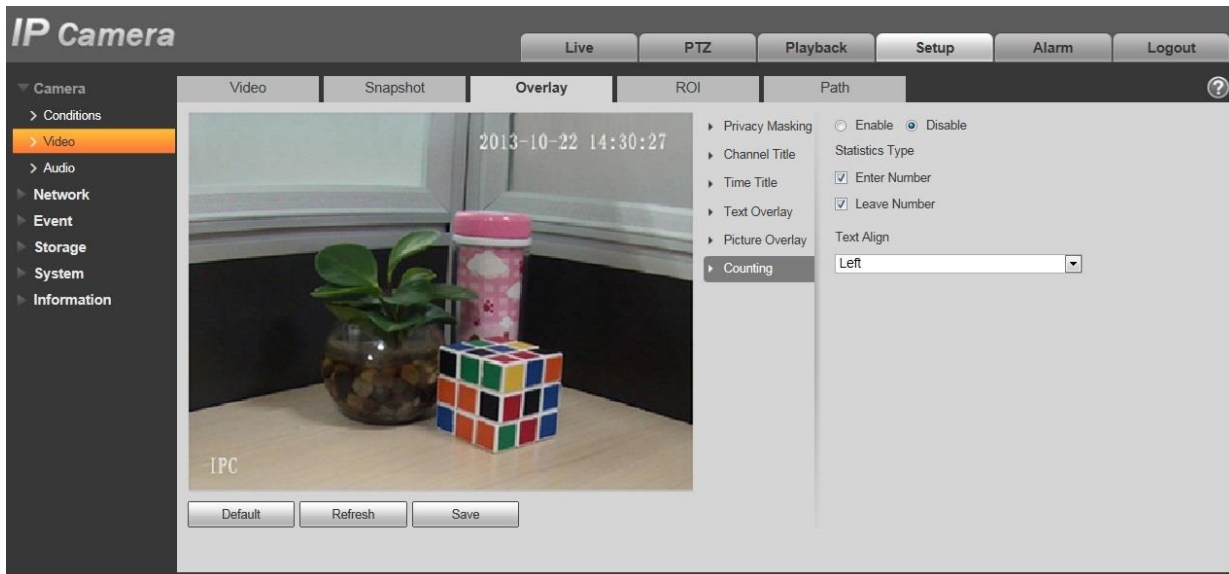 IP Camera
Live PTZ Playback Setup Alarm Logout
Camera
Conditions
Video
Audio
Network
Event
Storage
System
Information
Video Snapshot Overlay ROI Path
?
2013-10-22 14:30:27
IPC
Default Refresh Save
Privacy Masking
Channel Title
Time Title
Text Overlay
Picture Overlay
Counting
Enable Disable
Statistics Type
Enter Number
Leave Number
Text Align
Left